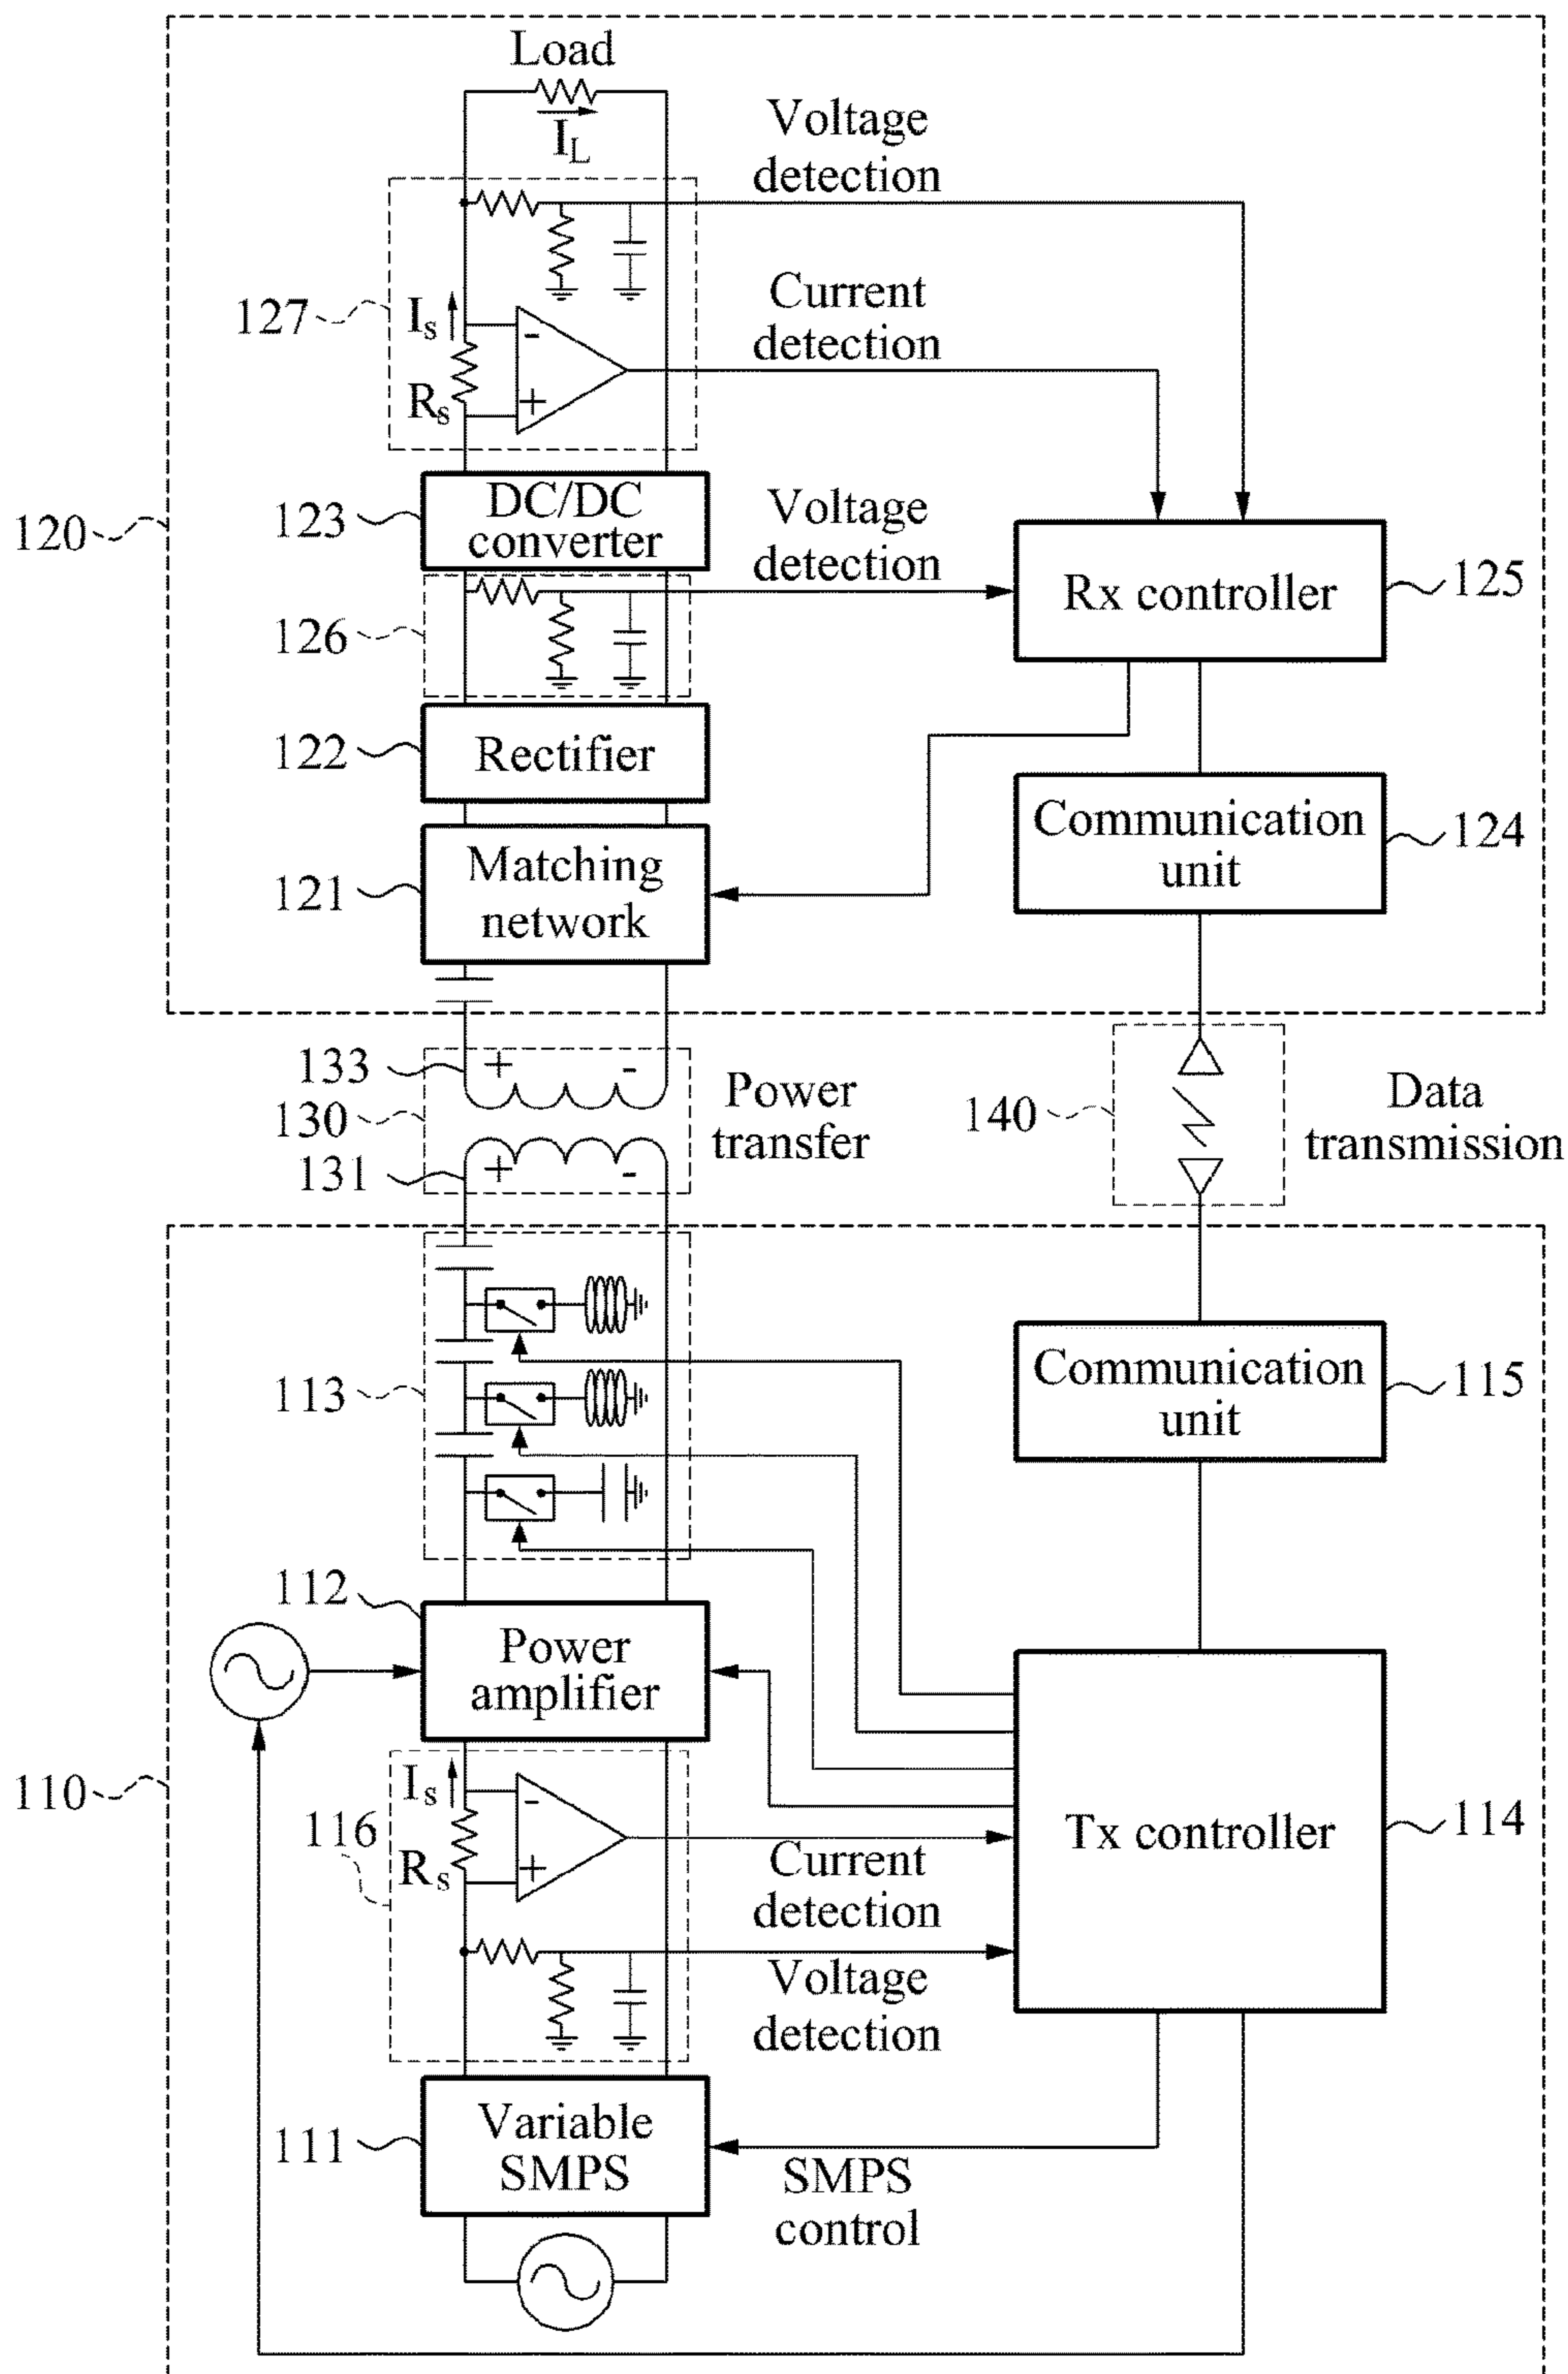 Load
I_L
Voltage
detection
127
I_s
R_s
-
+
Current
detection
120
123
DC/DC
converter
Voltage
detection
Rx controller
125
126
122
Rectifier
121
Matching
network
Communication
unit
124
133
+
-
130
Power
transfer
131
+
-
140
Data
transmission
113
Communication
unit
115
112
Power
amplifier
110
116
I_s
R_s
-
+
Current
detection
Tx controller
114
Voltage
detection
111
Variable
SMPS
SMPS
control